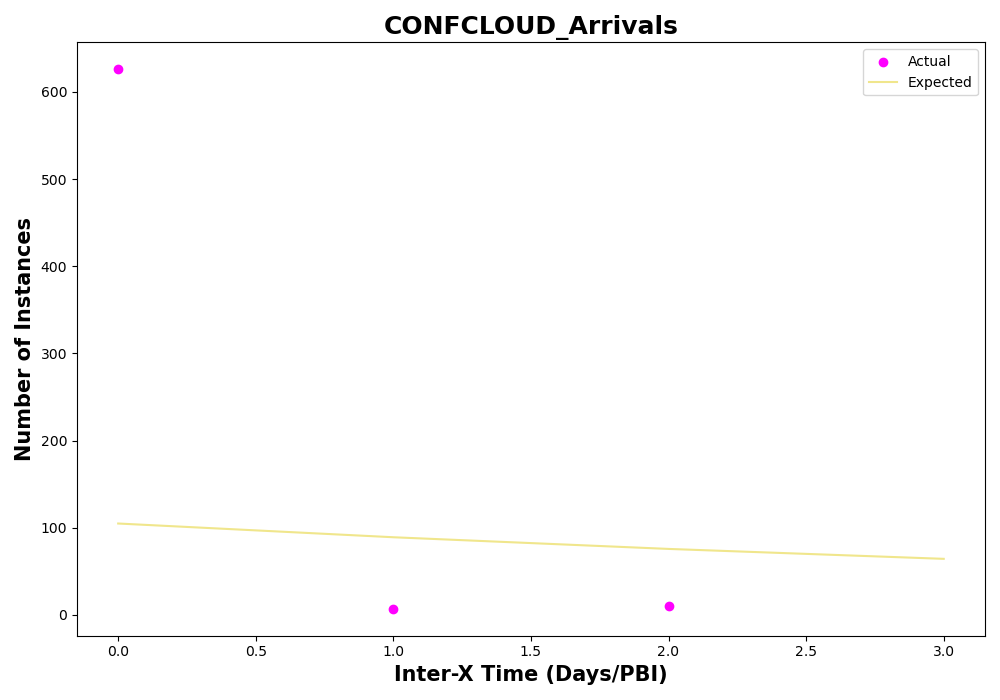 CONFCLOUD_Arrivals
Actual
Expected
Number of Instances
600
500
400
300
200
100
0
0.0
0.5
1.0
1.5
2.0
2.5
3.0
Inter-X Time (Days/PBI)